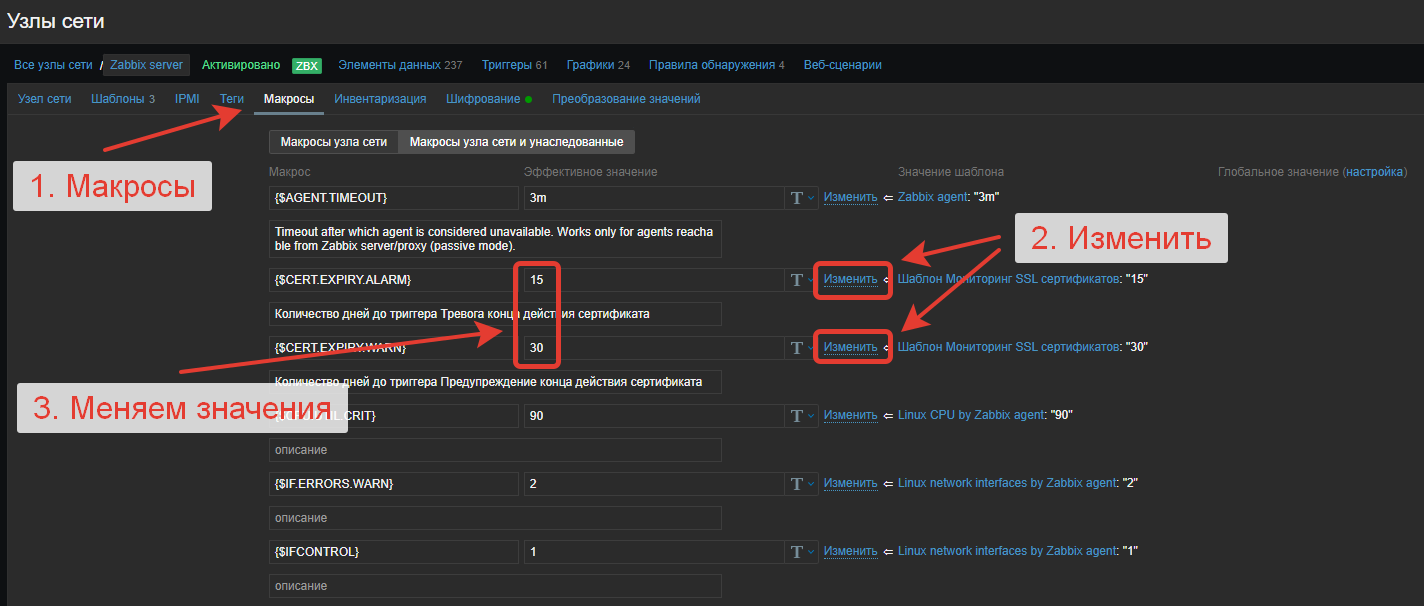 Узлы сети
Все узлы сети / Zabbix server Активировано ZBX Элементы данных 237 Триггеры 61 Графики 24 Правила обнаружения 4 Веб-сценарии
Узел сети Шаблоны 3 IPMI Теги Макросы Инвентаризация Шифрование Преобразование значений
Макросы узла сети Макросы узла сети и унаследованные
1. Макросы
Макрос Эффективное значение Значение шаблона Глобальное значение (настройка)
{$AGENT.TIMEOUT} 3m T Изменить ⇐ Zabbix agent: "3m"
Timeout after which agent is considered unavailable. Works only for agents reacha
ble from Zabbix server/proxy (passive mode).
2. Изменить
{$CERT.EXPIRY.ALARM} 15 T Изменить ⇐ Шаблон Мониторинг SSL сертификатов: "15"
Количество дней до триггера Тревога конца действия сертификата
{$CERT.EXPIRY.WARN} 30 T Изменить ⇐ Шаблон Мониторинг SSL сертификатов: "30"
Количество дней до триггера Предупреждение конца действия сертификата
3. Меняем значения
.CRIT} 90 T Изменить ⇐ Linux CPU by Zabbix agent: "90"
описание
{$IF.ERRORS.WARN} 2 T Изменить ⇐ Linux network interfaces by Zabbix agent: "2"
описание
{$IFCONTROL} 1 T Изменить ⇐ Linux network interfaces by Zabbix agent: "1"
описание